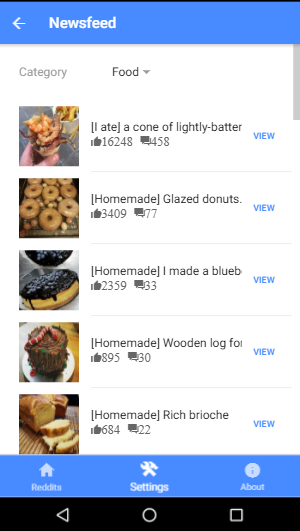 Newsfeed
Category Food
[I ate] a cone of lightly-batter
16248 458
VIEW
[Homemade] Glazed donuts.
3409 77
VIEW
[Homemade] I made a blueb
2359 33
VIEW
[Homemade] Wooden log for
895 30
VIEW
[Homemade] Rich brioche
684 22
VIEW
Reddits Settings About